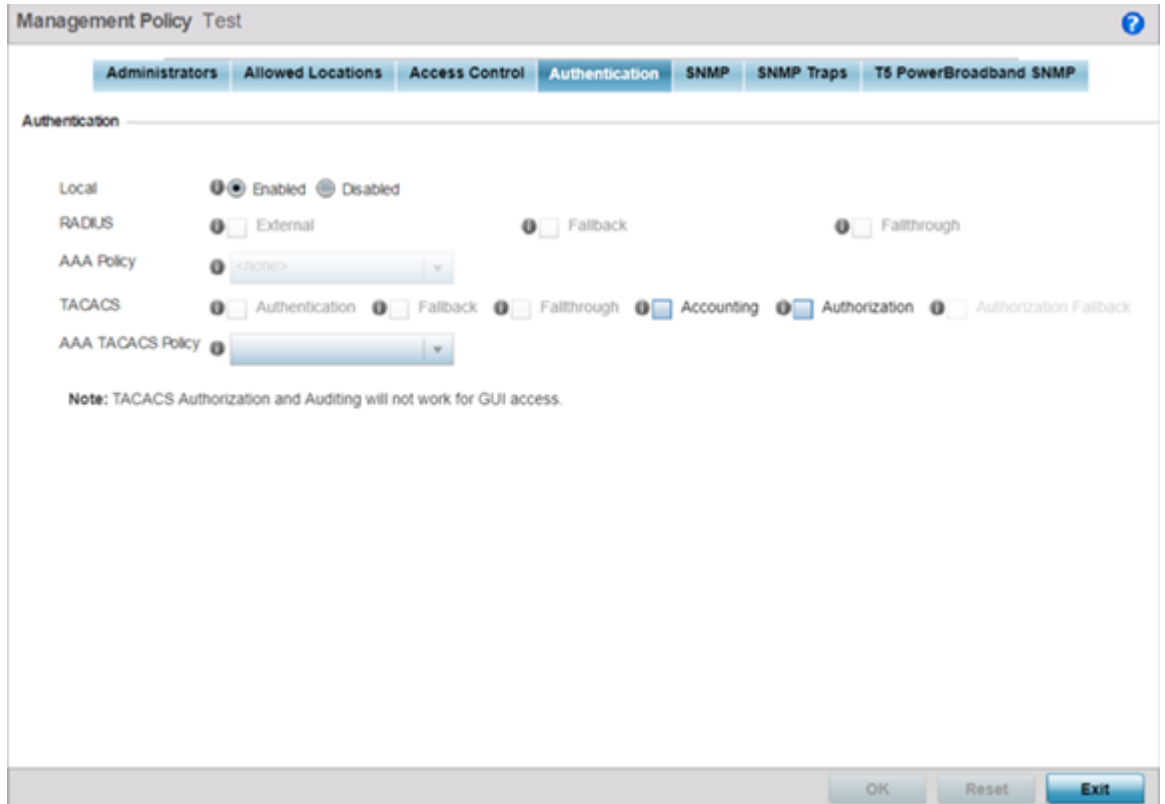 Management Policy Test
?
Administrators Allowed Locations Access Control Authentication SNMP SNMP Traps T5 PowerBroadband SNMP
Authentication
Local Enabled Disabled
RADIUS External Fallback Fallthrough
AAA Policy <none>
TACACS Authentication Fallback Fallthrough Accounting Authorization Authorization Fallback
AAA TACACS Policy
Note: TACACS Authorization and Auditing will not work for GUI access.
OK Reset Exit